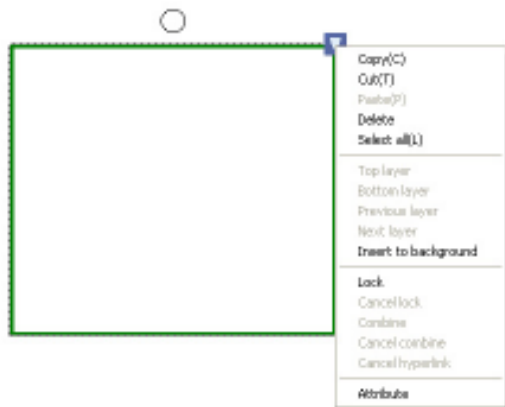 Copy(C)
Cut(T)
Paste(P)
Delete
Select all(L)
Top layer
Bottom layer
Previous layer
Next layer
Insert to background
Lock
Cancel lock
Combine
Cancel combine
Cancel hyperlink
Attribute